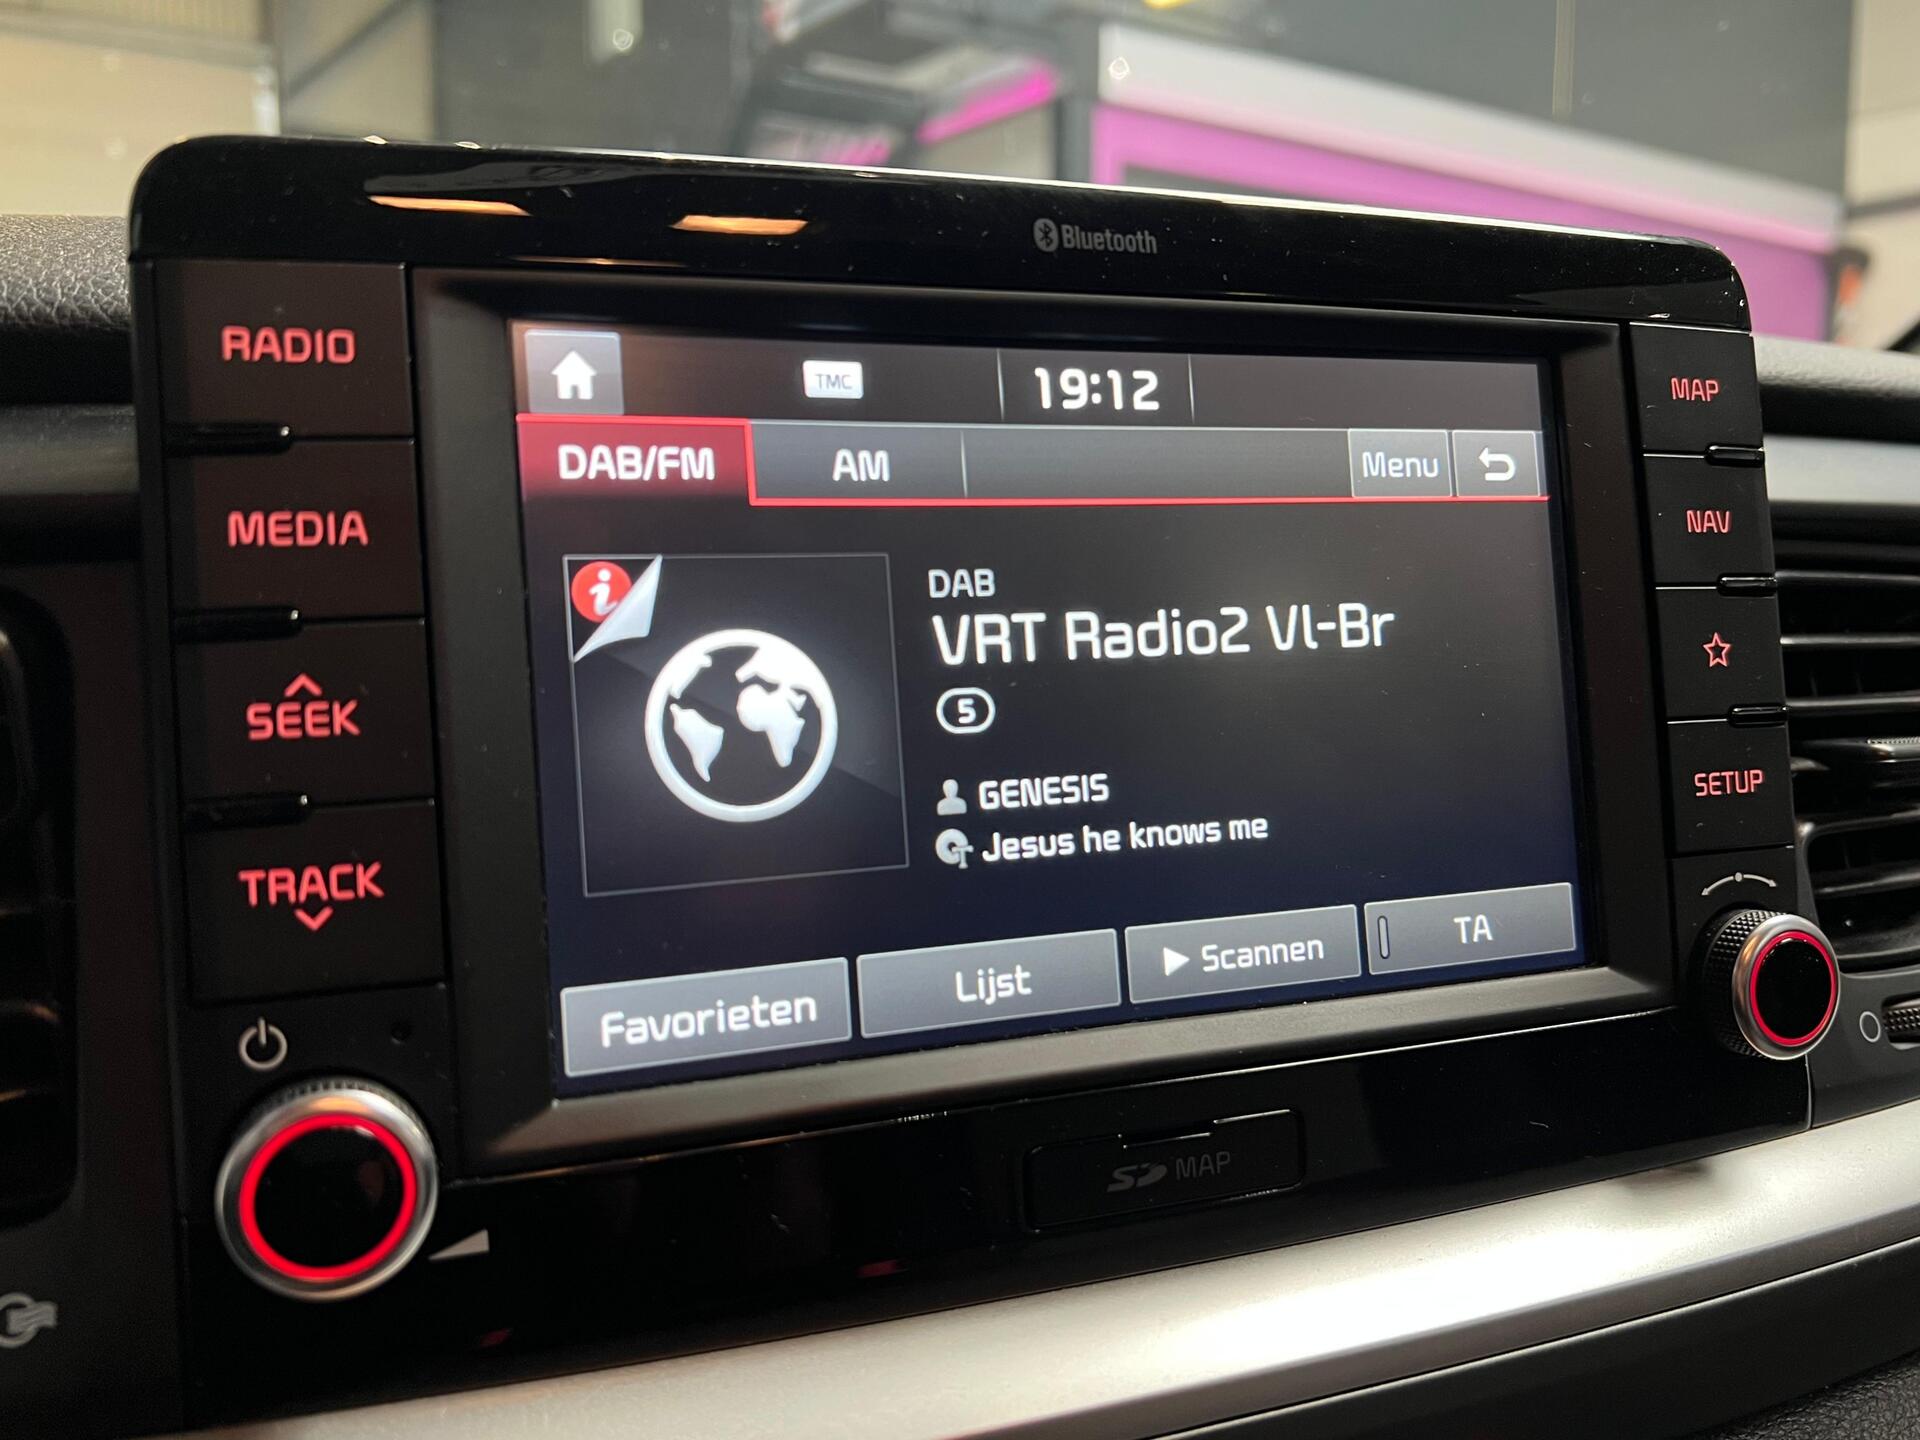 Bluetooth
RADIO
MEDIA
SEEK
TRACK
TMC
19:12
DAB/FM
AM
Menu
DAB
VRT Radio2 Vl-Br
5
GENESIS
Jesus he knows me
Favorieten
Lijst
Scannen
TA
MAP
NAV
SETUP
SD MAP